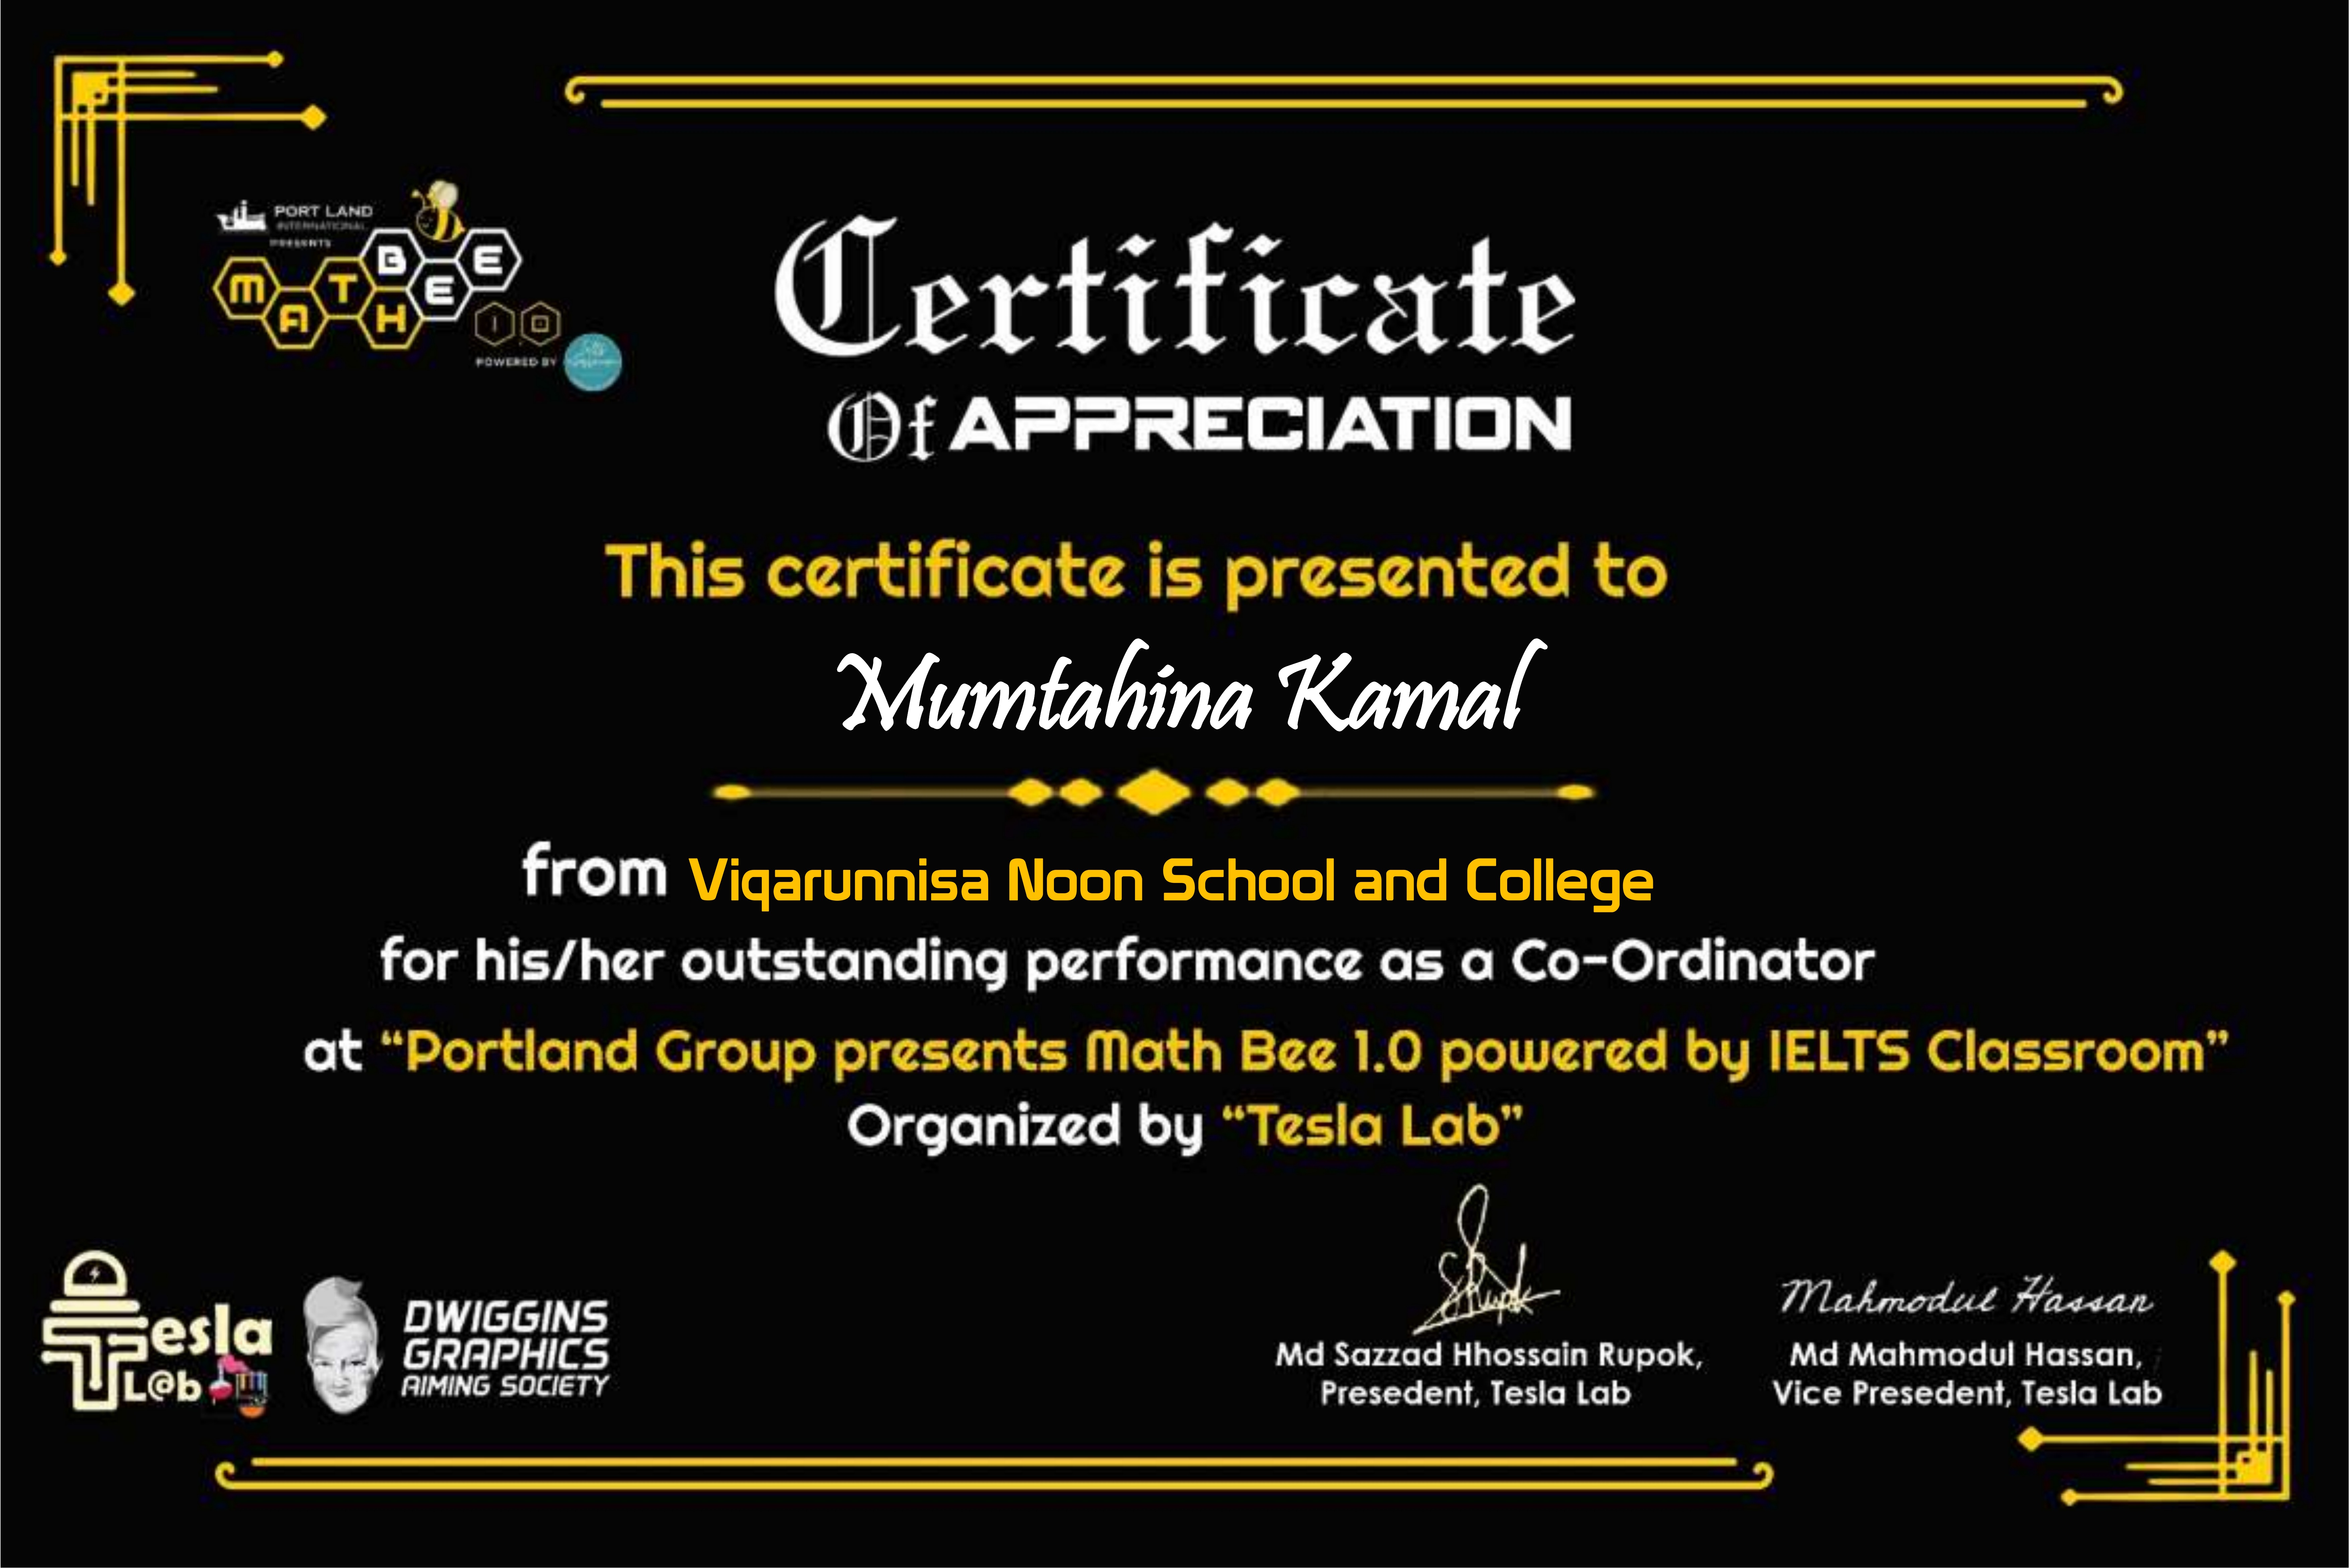 PORT LAND
INTERNATIONAL
PRESENTS
MATH BEE
1.0
POWERED BY
Certificate
Of APPRECIATION
This certificate is presented to
Mumtahina Kamal
from Viqarunnisa Noon School and College
for his/her outstanding performance as a Co-Ordinator
at “Portland Group presents Math Bee 1.0 powered by IELTS Classroom”
Organized by “Tesla Lab”
Tesla
L@b
DWIGGINS
GRAPHICS
AIMING SOCIETY
Mahmodul Hassan
Md Sazzad Hhossain Rupok,
Presedent, Tesla Lab
Md Mahmodul Hassan,
Vice Presedent, Tesla Lab